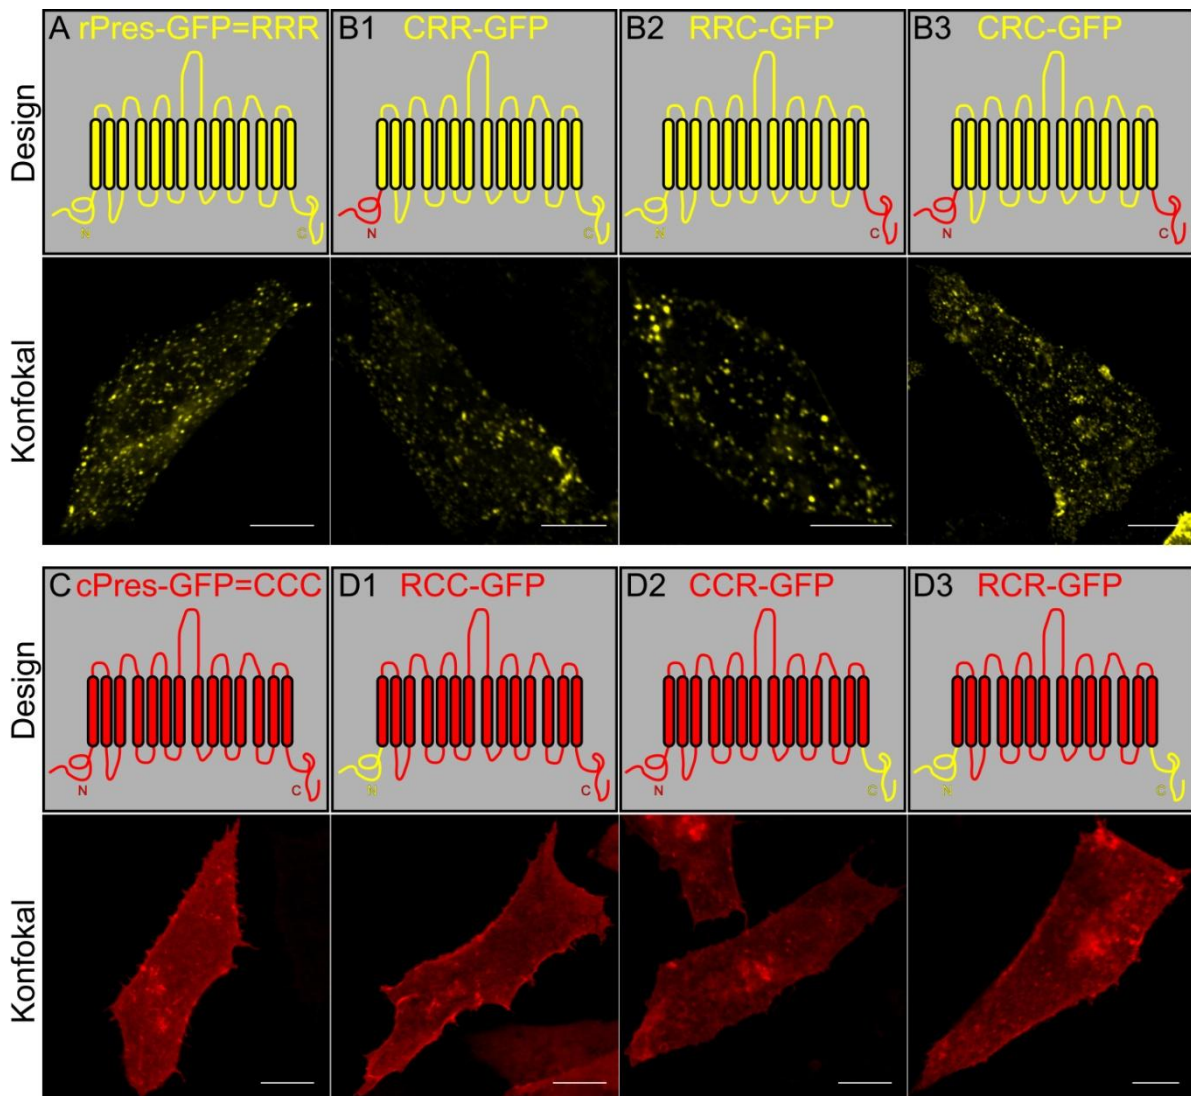 A rPres-GFP=RRR
B1 CRR-GFP
B2 RRC-GFP
B3 CRC-GFP
Design
N C
N C
N C
N C
Konfokal
C cPres-GFP=CCC
D1 RCC-GFP
D2 CCR-GFP
D3 RCR-GFP
Design
N C
N C
N C
N C
Konfokal